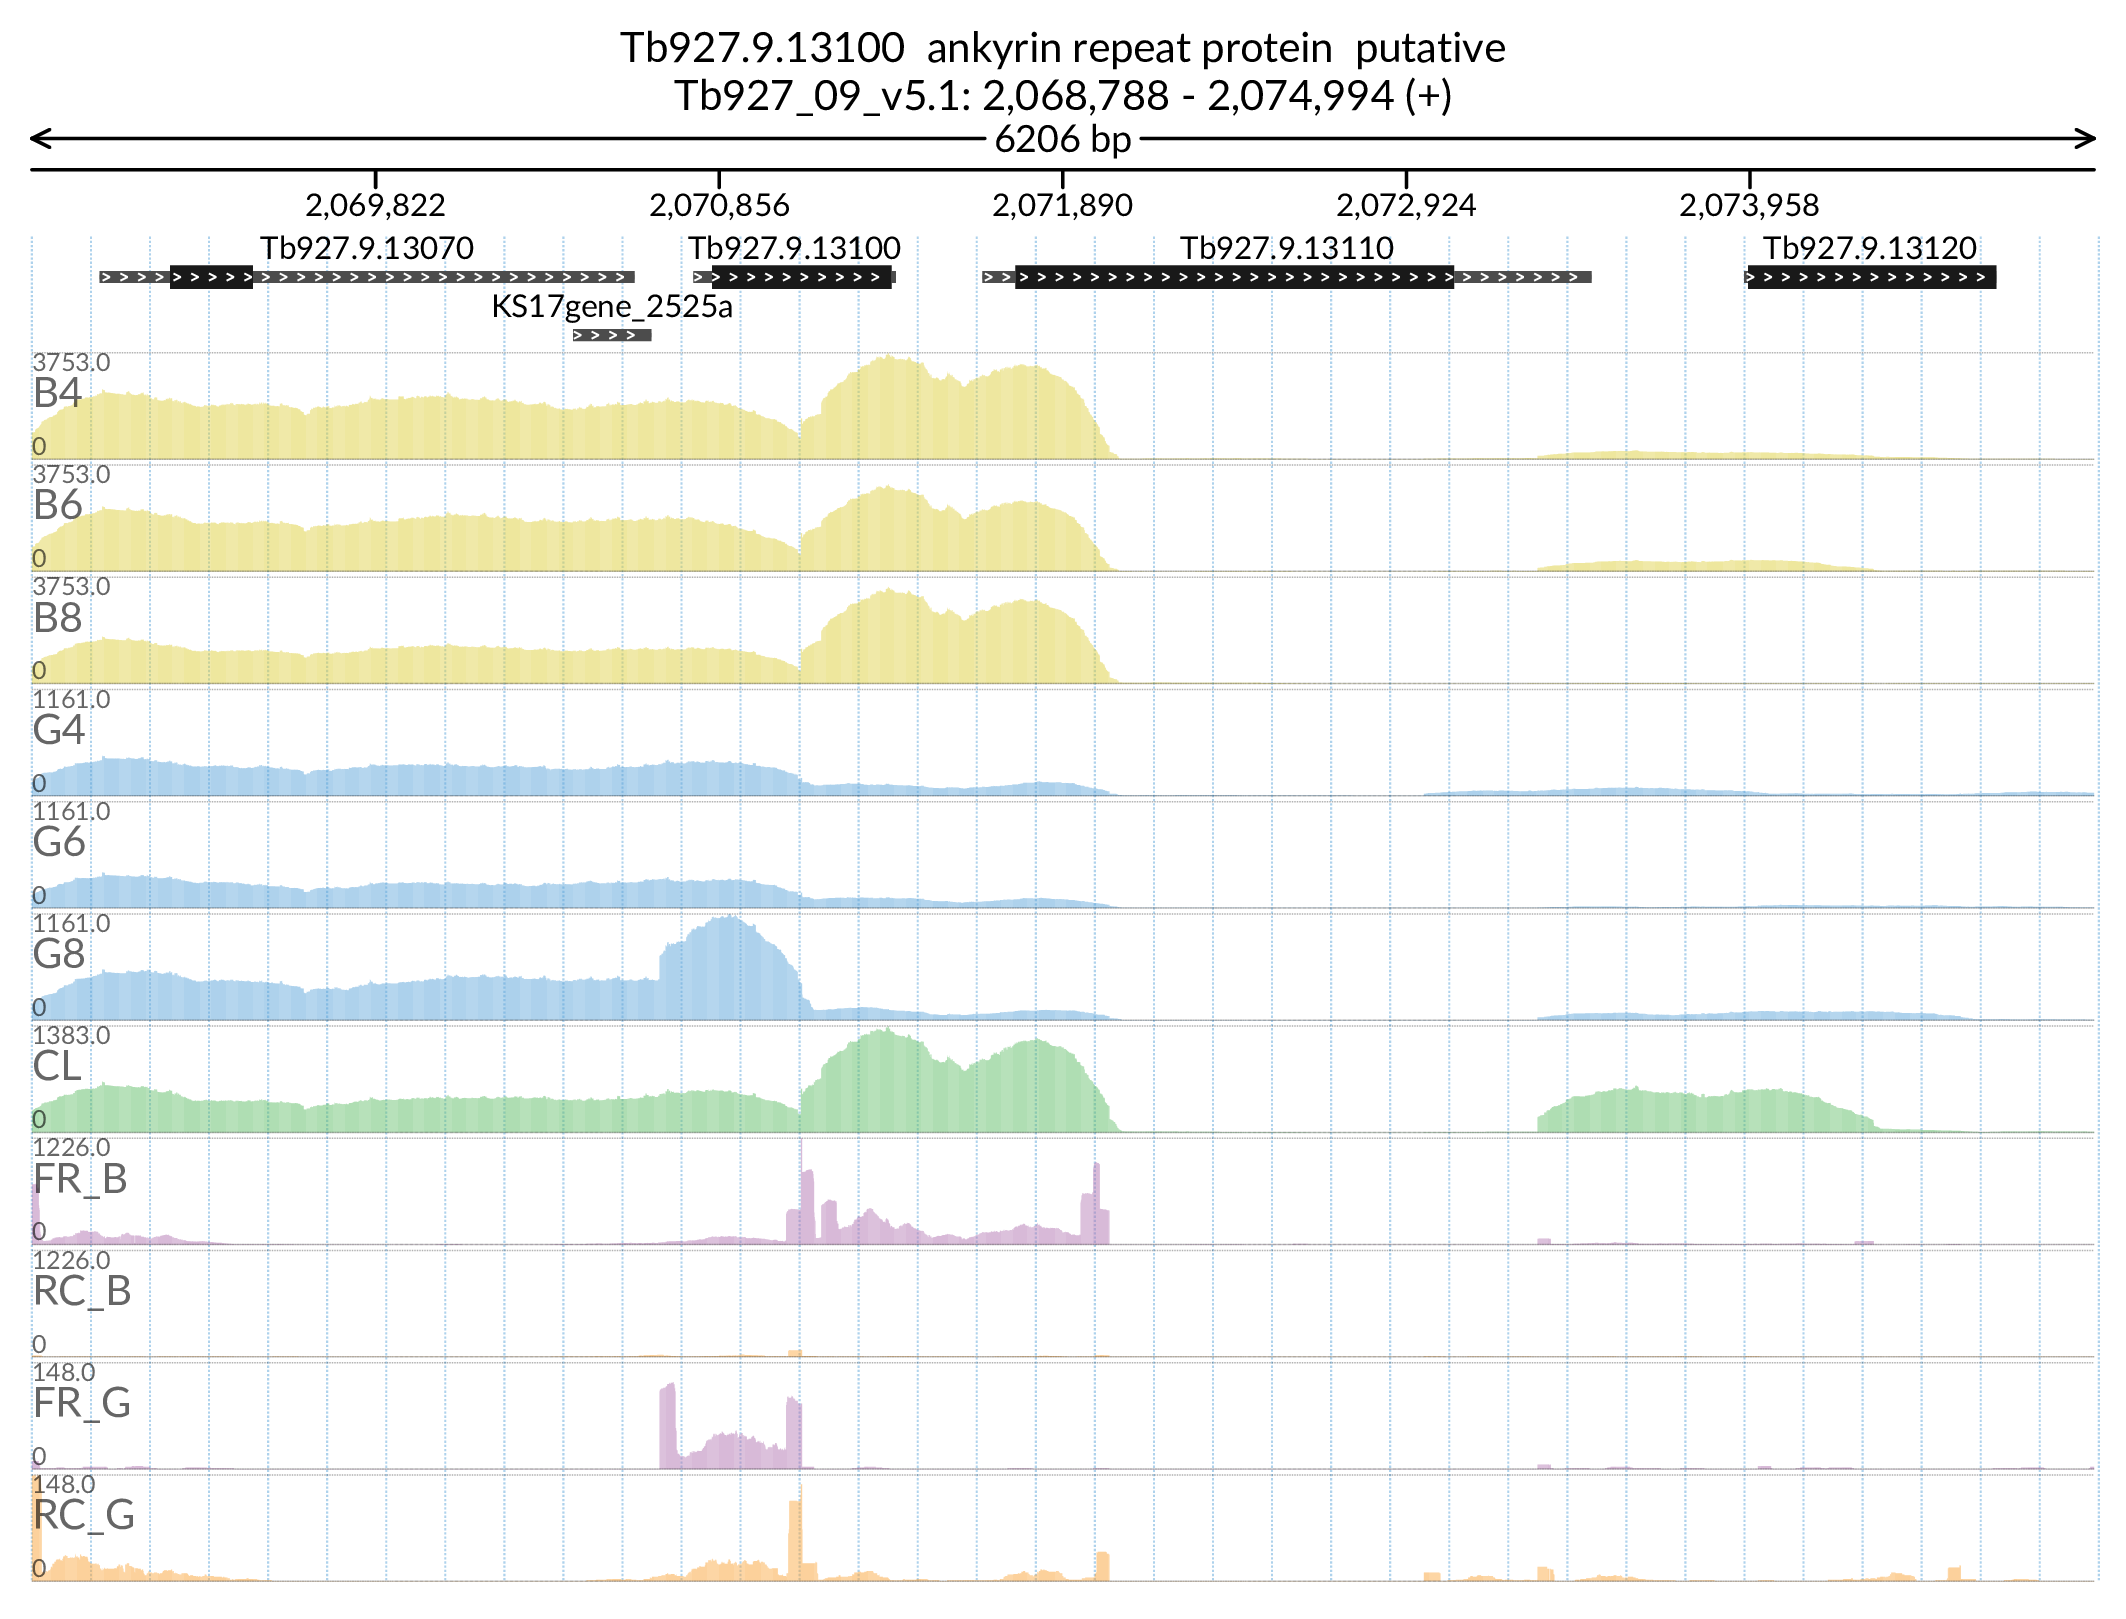 Tb927.9.13100 ankyrin repeat protein putative
Tb927_09_v5.1: 2,068,788 - 2,074,994 (+)
6206 bp
2,069,822 2,070,856 2,071,890 2,072,924 2,073,958
Tb927.9.13070 Tb927.9.13100 Tb927.9.13110 Tb927.9.13120
KS17gene_2525a
3753.0
B4
0
3753.0
B6
0
3753.0
B8
0
1161.0
G4
0
1161.0
G6
0
1161.0
G8
0
1383.0
CL
0
1226.0
FR_B
0
1226.0
RC_B
0
148.0
FR_G
0
148.0
RC_G
0